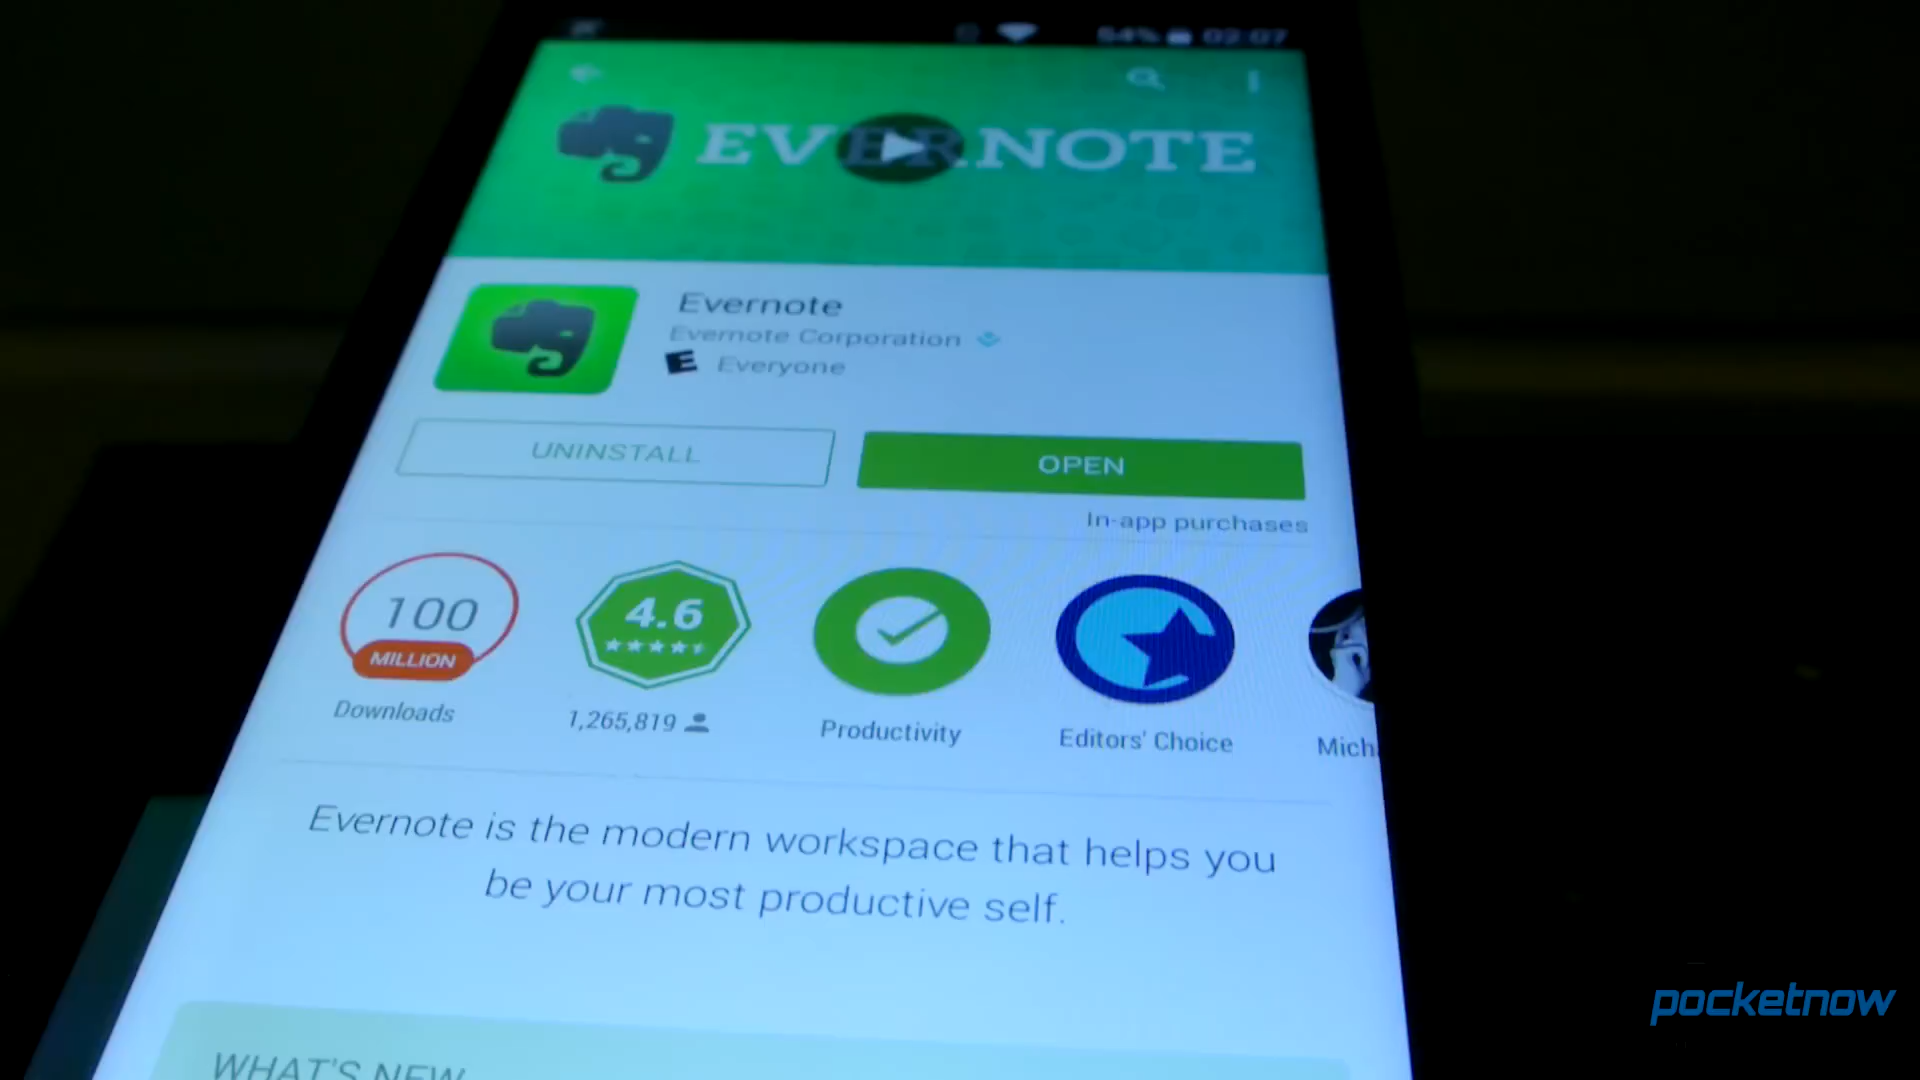 54% 02:07
EVERNOTE
Evernote
Evernote Corporation
E Everyone
UNINSTALL
OPEN
In-app purchases
100
MILLION
Downloads
4.6
1,265,819
Productivity
Editors' Choice
Mich
Evernote is the modern workspace that helps you
be your most productive self.
WHAT'S NEW
pocketnow